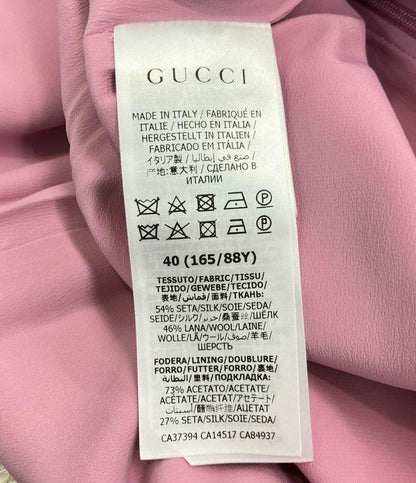 GUCCI
MADE IN ITALY / FABRIQUÉ EN
ITALIE / HECHO EN ITALIA /
HERGESTELLT IN ITALIEN /
FABRICADO EM ITÁLIA /
イタリア製 / صنع في إيطاليا /
产地:意大利 / СДЕЛАНО В
ИТАЛИИ
40 (165/88Y)
TESSUTO/FABRIC/TISSU/
TEJIDO/GEWEBE/TECIDO/
表地/قماش/面料/ТКАНЬ:
54% SETA/SILK/SOIE/SEDA/
SEIDE/シルク/حرير/桑蚕丝/ШЁЛК
46% LANA/WOOL/LAINE/
WOLLE/LÃ/ウール/صوف/羊毛/
ШЕРСТЬ
FODERA/LINING/DOUBLURE/
FORRO/FUTTER/FORRO/裏地/
البطانة/里料/ПОДКЛАДКА:
73% ACETATO/ACETATE/
ACÉTATE/ACETAT/アセテート/
أسيتات/醋酯纤维/АЦЕТАТ
27% SETA/SILK/SOIE/SEDA/
CA37394 CA14517 CA84937